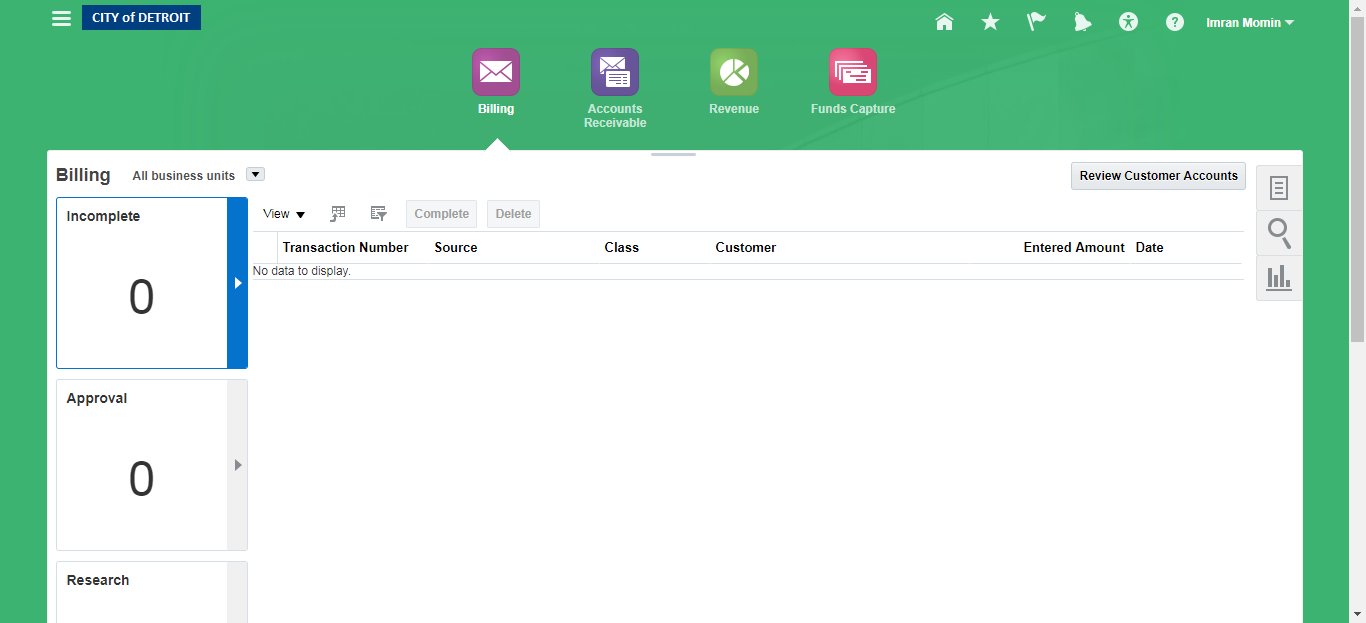 CITY of DETROIT
Imran Momin
Billing
Accounts
Receivable
Revenue
Funds Capture
Billing
All business units
Review Customer Accounts
Incomplete
0
View
Complete
Delete
Transaction Number Source Class Customer Entered Amount Date
No data to display.
Approval
0
Research